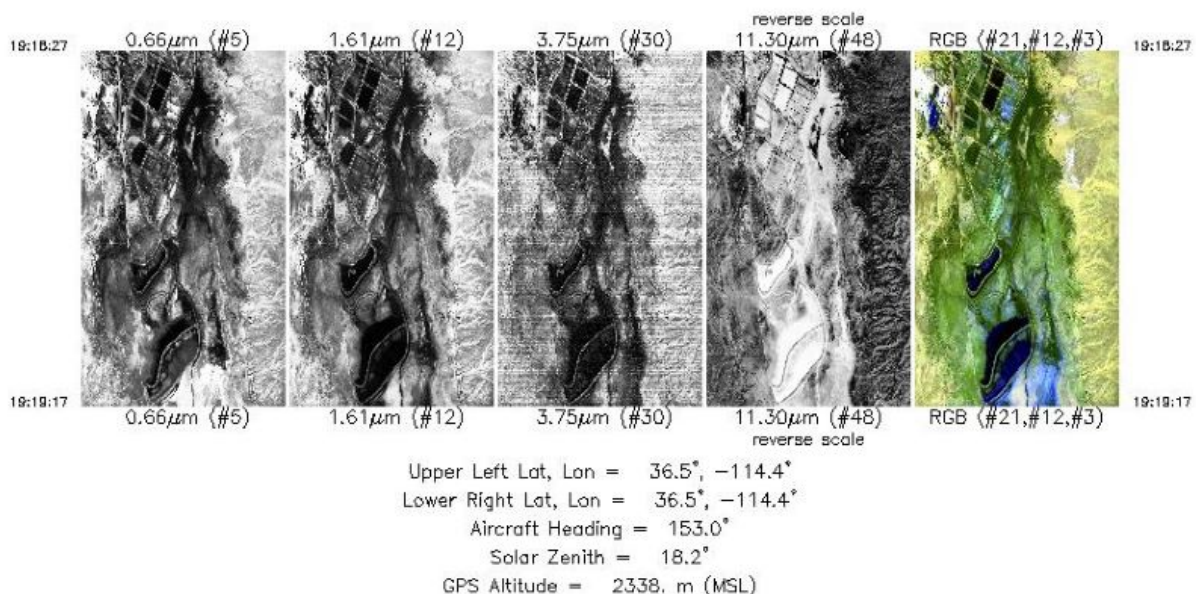 reverse scale
19:18:27 0.66μm (#5) 1.61μm (#12) 3.75μm (#30) 11.30μm (#48) RGB (#21,#12,#3) 19:18:27
19:19:17 0.66μm (#5) 1.61μm (#12) 3.75μm (#30) 11.30μm (#48) RGB (#21,#12,#3) 19:19:17
reverse scale
Upper Left Lat, Lon = 36.5°, −114.4°
Lower Right Lat, Lon = 36.5°, −114.4°
Aircraft Heading = 153.0°
Solar Zenith = 18.2°
GPS Altitude = 2338. m (MSL)